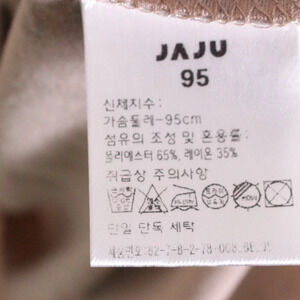 JAJU
95
신체치수:
가슴둘레-95cm
섬유의 조성 및 혼용률:
폴리에스터 65%, 레이온 35%
취급상 주의사항
단일 단독 세탁